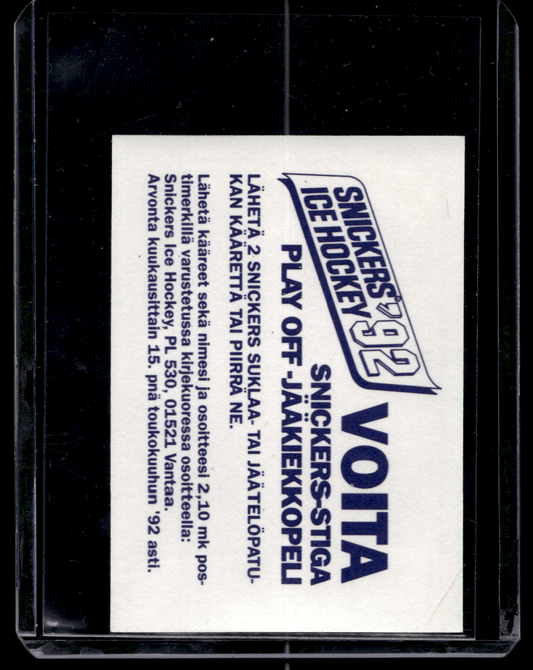 SNICKERS' '92
ICE HOCKEY
VOITA
SNICKERS-STIGA
PLAY OFF -JÄÄKIEKKOPELI
LÄHETÄ 2 SNICKERS SUKLAA- TAI JÄÄTELÖPATU-
KAN KÄÄRETTÄ TAI PIIRRÄ NE.
Lähetä kääreet sekä nimesi ja osoitteesi 2,10 mk pos-
timerkillä varustetussa kirjekuoressa osoitteella:
Snickers Ice Hockey, PL 530, 01521 Vantaa.
Arvonta kuukausittain 15. pnä toukokuuhun '92 asti.